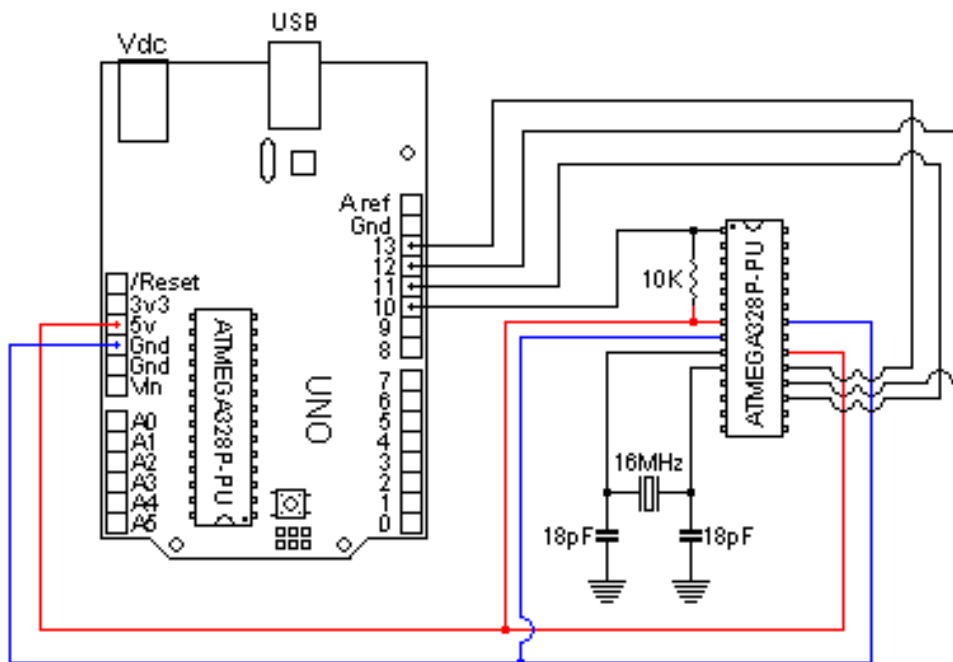 USB
Vdc
A ref
Gnd
13
12
11
10
9
8
7
6
5
4
3
2
1
0
/Reset
3v3
5v
Gnd
Gnd
Vin
A0
A1
A2
A3
A4
A5
ATMEGA328P-PU
UNO
10K
ATMEGA328P-PU
16MHz
18pF
18pF